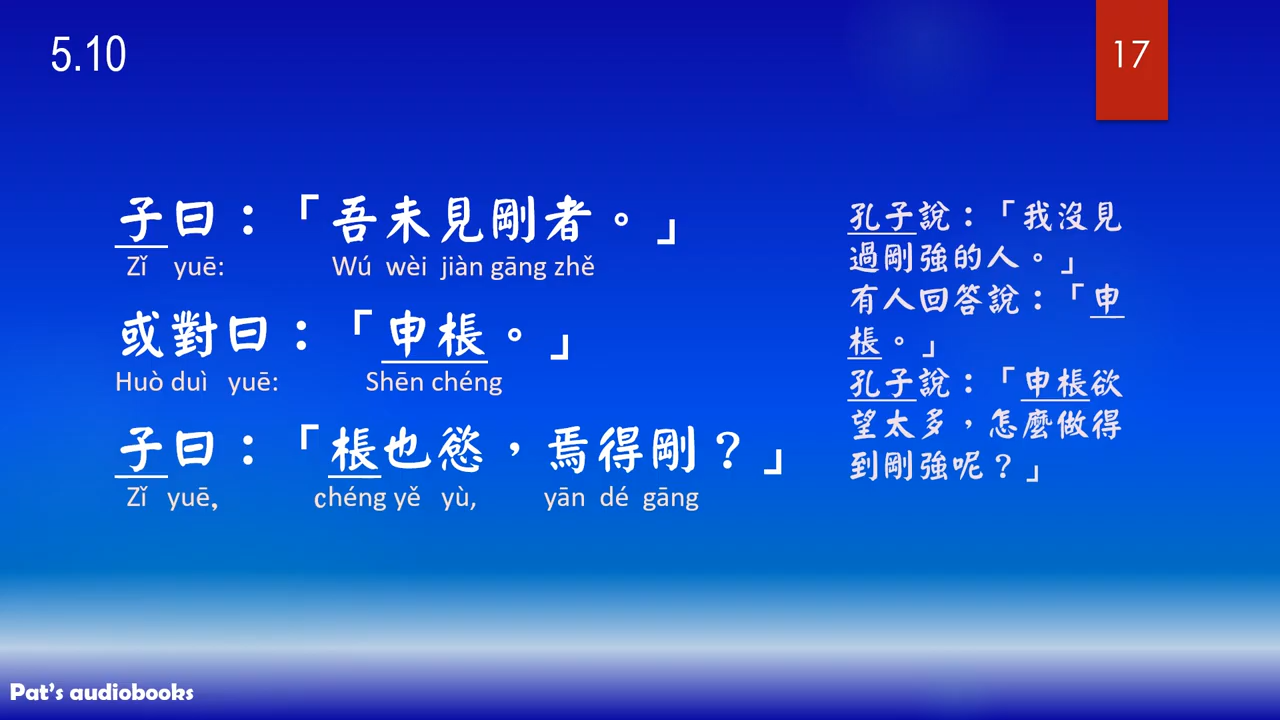 5.10
17
子曰：「吾未見剛者。」
Zǐ yuē: Wú wèi jiàn gāng zhě
或對曰：「申棖。」
Huò duì yuē: Shēn chéng
子曰：「棖也慾，焉得剛？」
Zǐ yuē, chéng yě yù, yān dé gāng
孔子說：「我沒見
過剛強的人。」
有人回答說：「申
棖。」
孔子說：「申棖欲
望太多，怎麼做得
到剛強呢？」
Pat's audiobooks